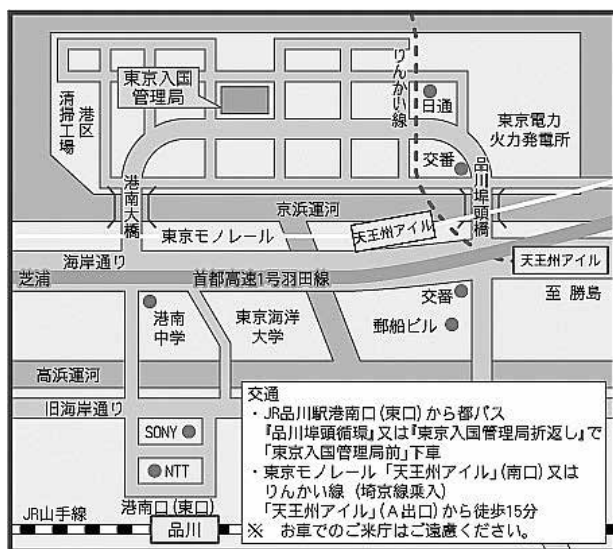 東京入国
管理局
港区
清掃工場
りんかい線
日通
東京電力
火力発電所
交番
品川埠頭橋
港南大橋
京浜運河
東京モノレール
天王州アイル
海岸通り
天王州アイル
芝浦
首都高速1号羽田線
至 勝島
港南
中学
東京海洋
大学
交番
郵船ビル
高浜運河
旧海岸通り
SONY
NTT
港南口(東口)
JR山手線
品川
交通
・JR品川駅港南口(東口)から都バス
『品川埠頭循環』又は『東京入国管理局折返し』で
「東京入国管理局前」下車
・東京モノレール「天王州アイル」(南口)又は
りんかい線 (埼京線乗入)
「天王州アイル」(A出口)から徒歩15分
※ お車でのご来庁はご遠慮ください。